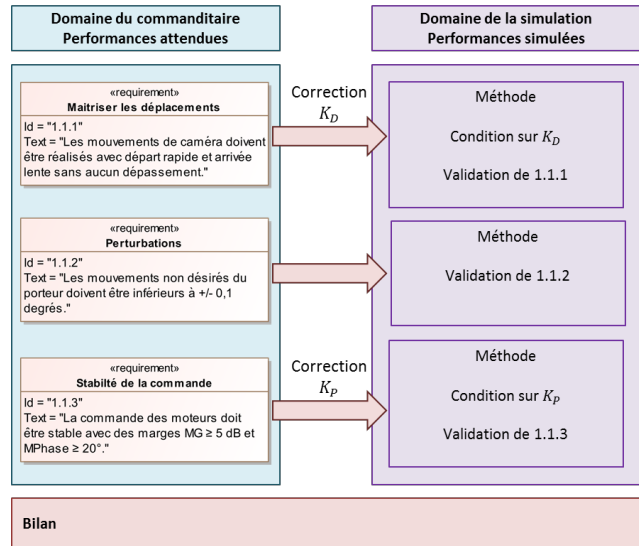 Domaine du commanditaire
Performances attendues
Domaine de la simulation
Performances simulées
«requirement»
Maitriser les déplacements
Id = "1.1.1"
Text = "Les mouvements de caméra doivent
être réalisés avec départ rapide et arrivée
lente sans aucun dépassement."
Correction
K_D
Méthode
Condition sur K_D
Validation de 1.1.1
«requirement»
Perturbations
Id = "1.1.2"
Text = "Les mouvements non désirés du
porteur doivent être inférieurs à +/- 0,1
degrés."
Méthode
Validation de 1.1.2
«requirement»
Stabilté de la commande
Id = "1.1.3"
Text = "La commande des moteurs doit
être stable avec des marges MG ≥ 5 dB et
MPhase ≥ 20°."
Correction
K_P
Méthode
Condition sur K_P
Validation de 1.1.3
Bilan